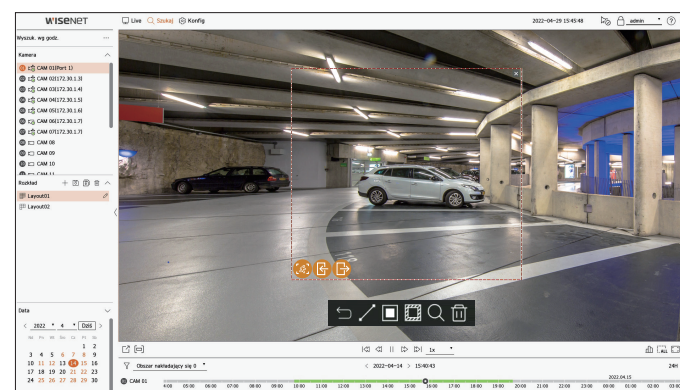 WISENET
Live Szukaj Konfig 2022-04-29 15:45:48 admin ?
Wyszuk. wg godz. ...
Kamera
CAM 01(Port 1)
CAM 02(172.30.1.3)
CAM 03(172.30.1.4)
CAM 04(172.30.1.5)
CAM 05(172.30.1.6)
CAM 06(172.30.1.7)
CAM 07(172.30.1.7)
CAM 08
CAM 09
CAM 10
CAM 11
Rozkład
Layout01
Layout02
Data
2022 4 Dziś
1 2
3 4 5 6 7 8 9
10 11 12 13 14 15 16
17 18 19 20 21 22 23
24 25 26 27 28 29 30
1x ALL
Obszar nakładający się 0 < 2022-04-14 > 15:40:43 24H
2022.04.15
CAM 01 4:00 05:00 06:00 07:00 08:00 09:00 10:00 11:00 12:00 13:00 14:00 15:00 16:00 17:00 18:00 19:00 20:00 21:00 22:00 23:00 00:00 01:00 02:00 03:00